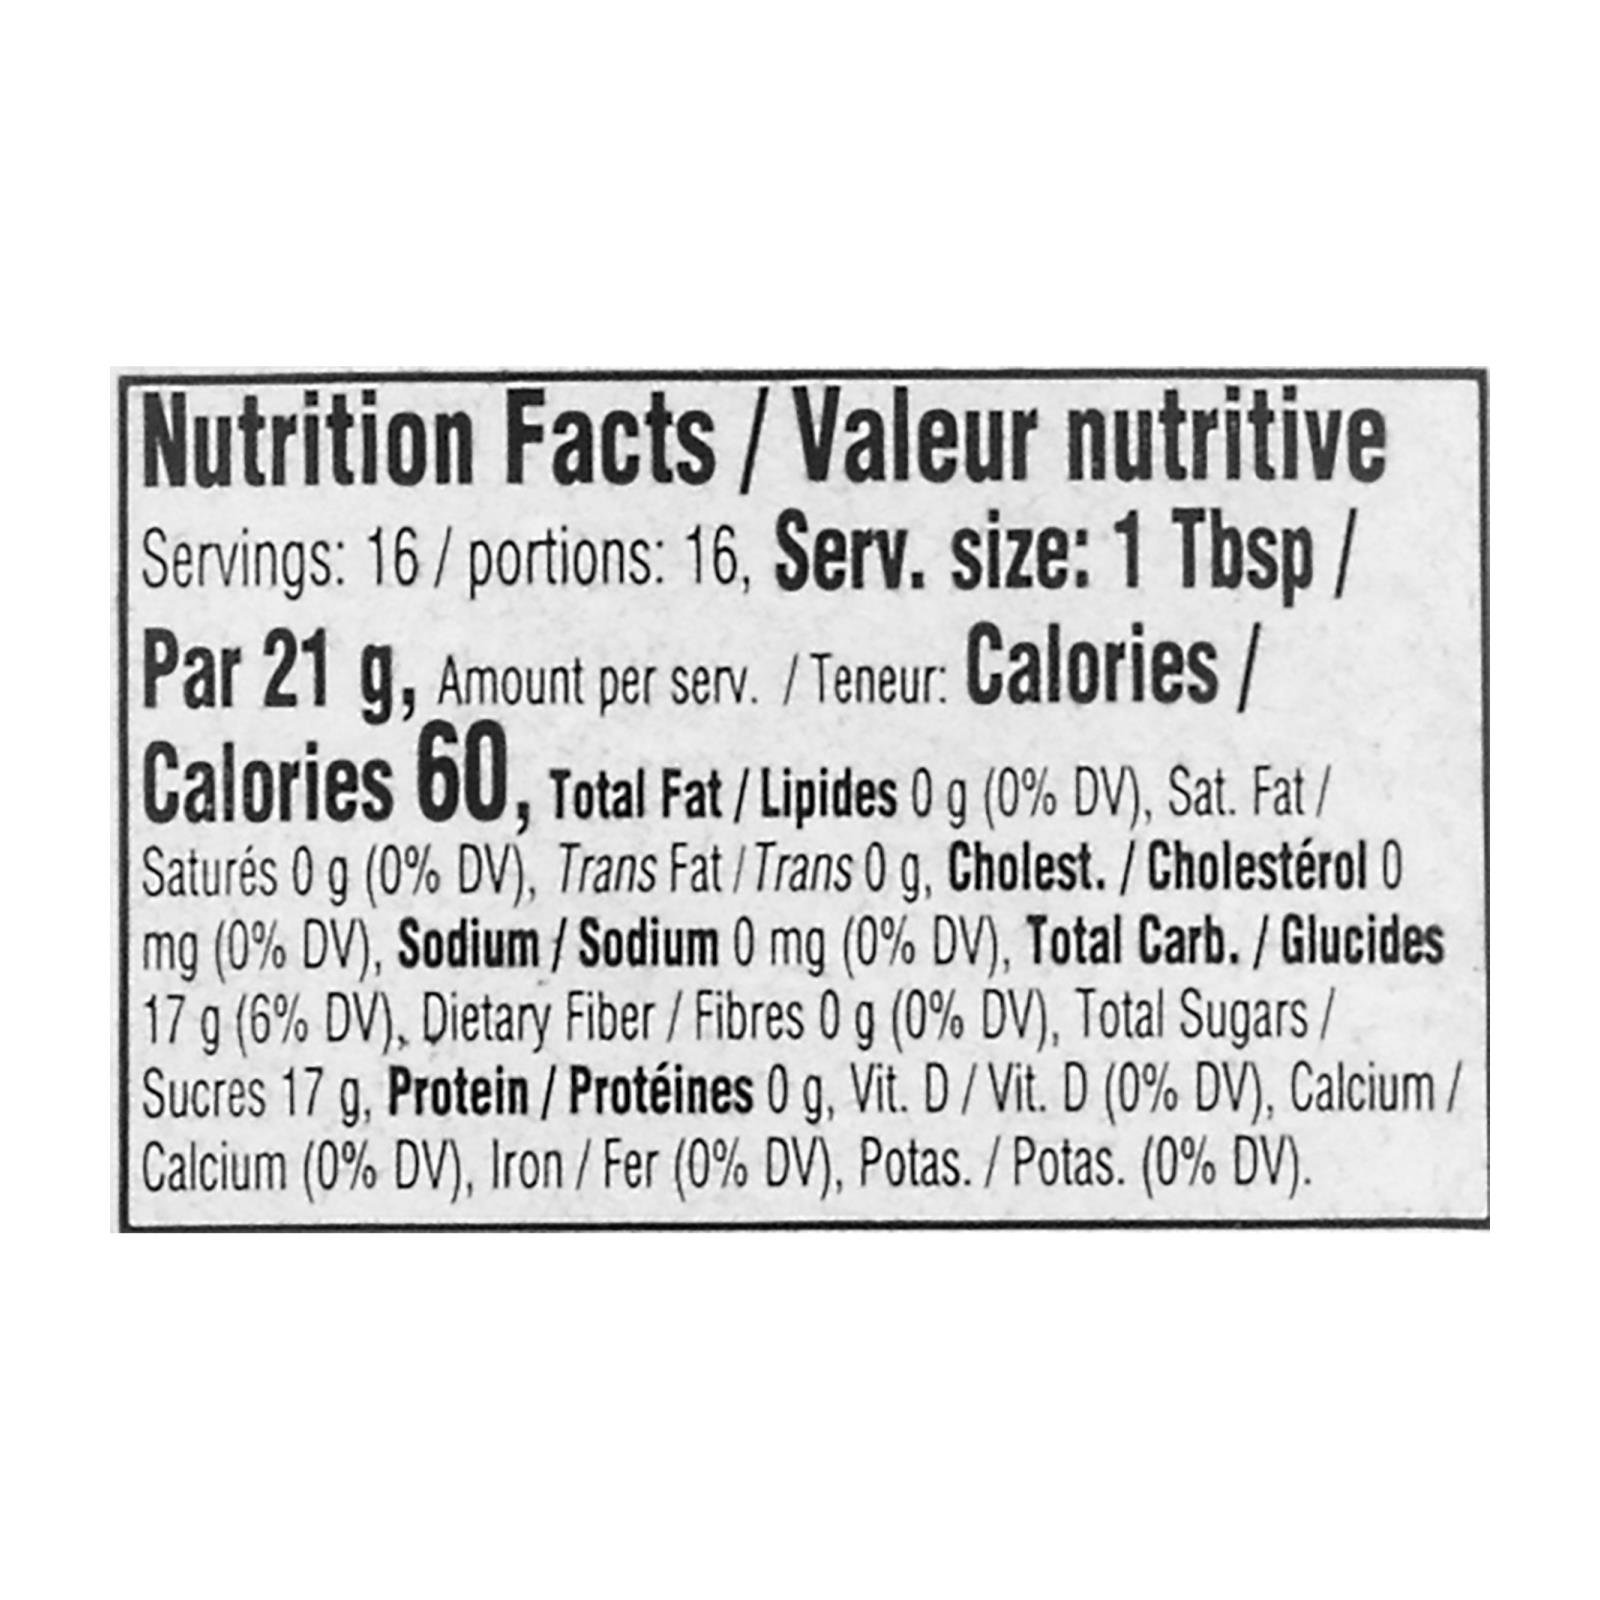 Nutrition Facts / Valeur nutritive
Servings: 16 / portions: 16, Serv. size: 1 Tbsp /
Par 21 g, Amount per serv. / Teneur: Calories /
Calories 60, Total Fat / Lipides 0 g (0% DV), Sat. Fat /
Saturés 0 g (0% DV), Trans Fat / Trans 0 g, Cholest. / Cholestérol 0
mg (0% DV), Sodium / Sodium 0 mg (0% DV), Total Carb. / Glucides
17 g (6% DV), Dietary Fiber / Fibres 0 g (0% DV), Total Sugars /
Sucres 17 g, Protein / Protéines 0 g, Vit. D / Vit. D (0% DV), Calcium /
Calcium (0% DV), Iron / Fer (0% DV), Potas. / Potas. (0% DV).